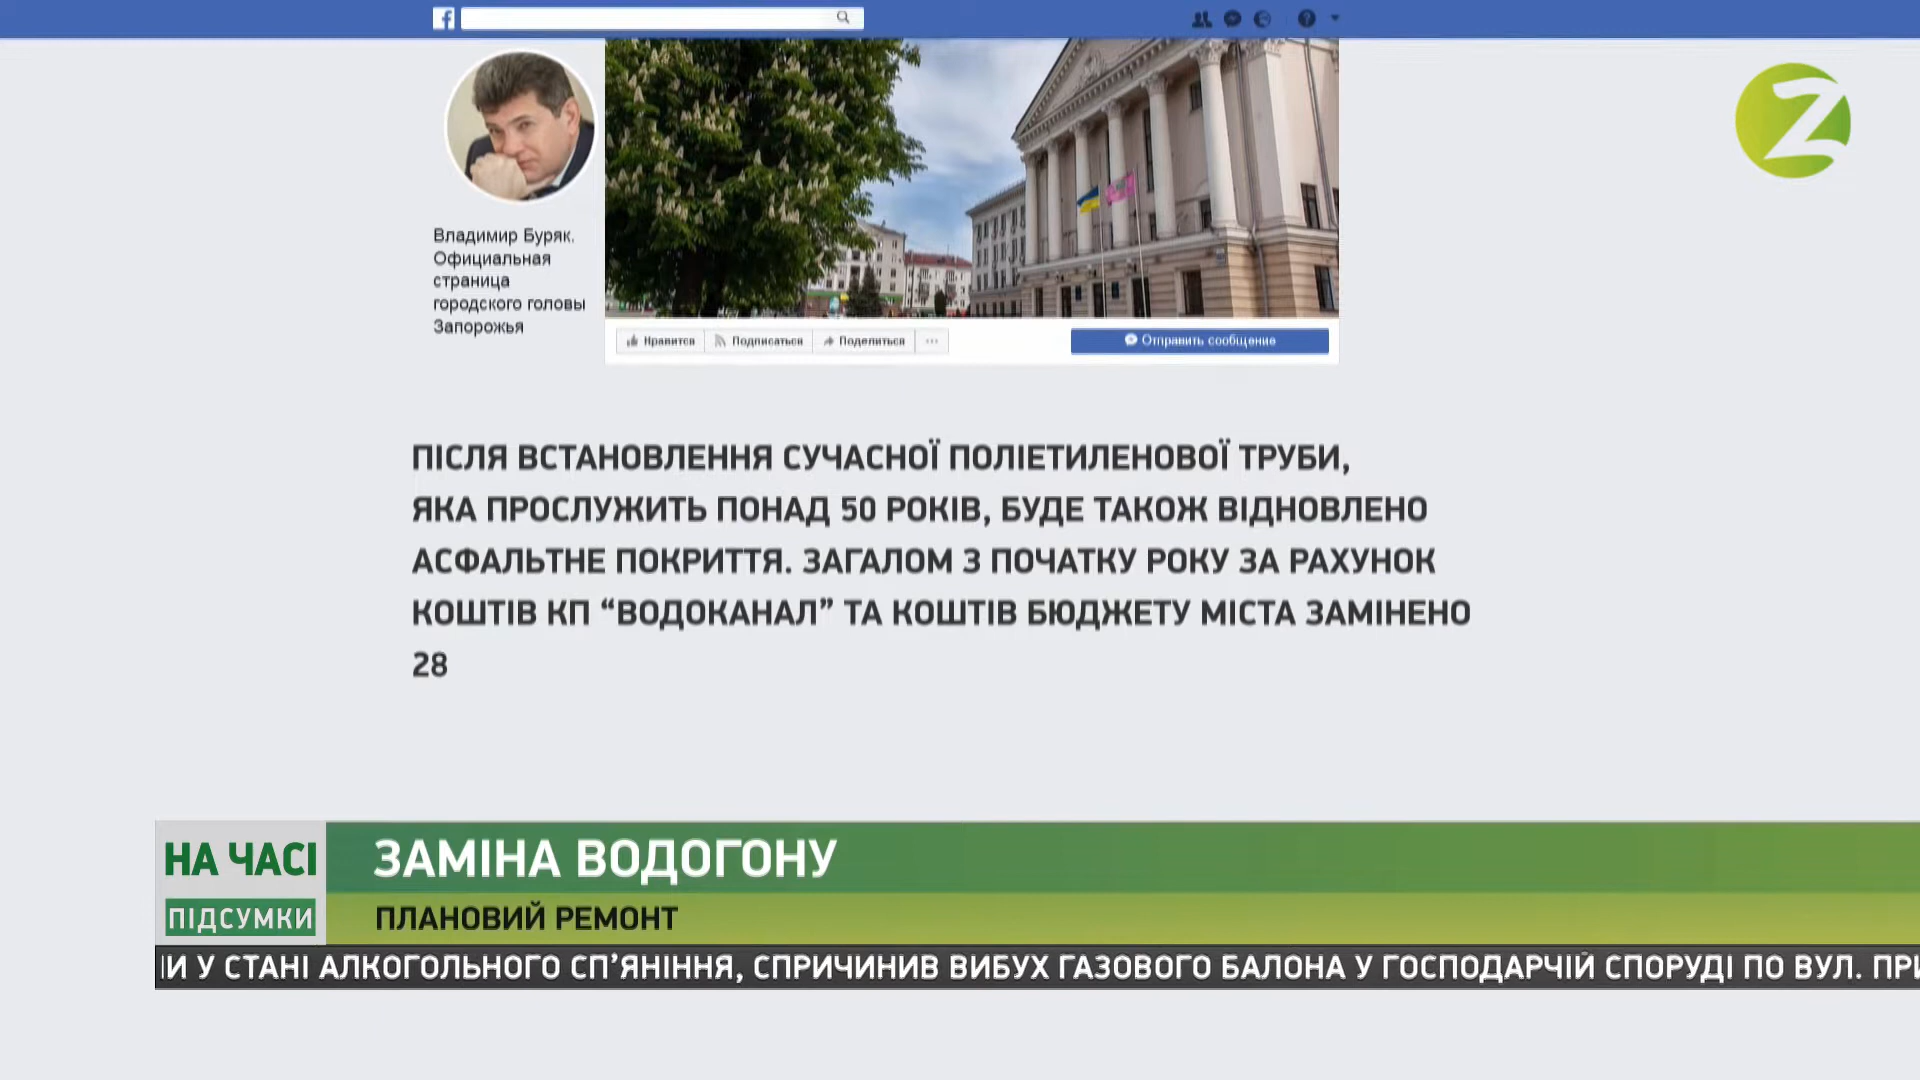 Владимир Буряк.
Официальная
страница
городского головы
Запорожья
Нравится Подписаться Поделиться ... Отправить сообщение
ПІСЛЯ ВСТАНОВЛЕННЯ СУЧАСНОЇ ПОЛІЕТИЛЕНОВОЇ ТРУБИ,
ЯКА ПРОСЛУЖИТЬ ПОНАД 50 РОКІВ, БУДЕ ТАКОЖ ВІДНОВЛЕНО
АСФАЛЬТНЕ ПОКРИТТЯ. ЗАГАЛОМ З ПОЧАТКУ РОКУ ЗА РАХУНОК
КОШТІВ КП “ВОДОКАНАЛ” ТА КОШТІВ БЮДЖЕТУ МІСТА ЗАМІНЕНО
28
НА ЧАСІ
ПІДСУМКИ
ЗАМІНА ВОДОГОНУ
ПЛАНОВИЙ РЕМОНТ
И У СТАНІ АЛКОГОЛЬНОГО СП’ЯНІННЯ, СПРИЧИНИВ ВИБУХ ГАЗОВОГО БАЛОНА У ГОСПОДАРЧІЙ СПОРУДІ ПО ВУЛ. ПРИ